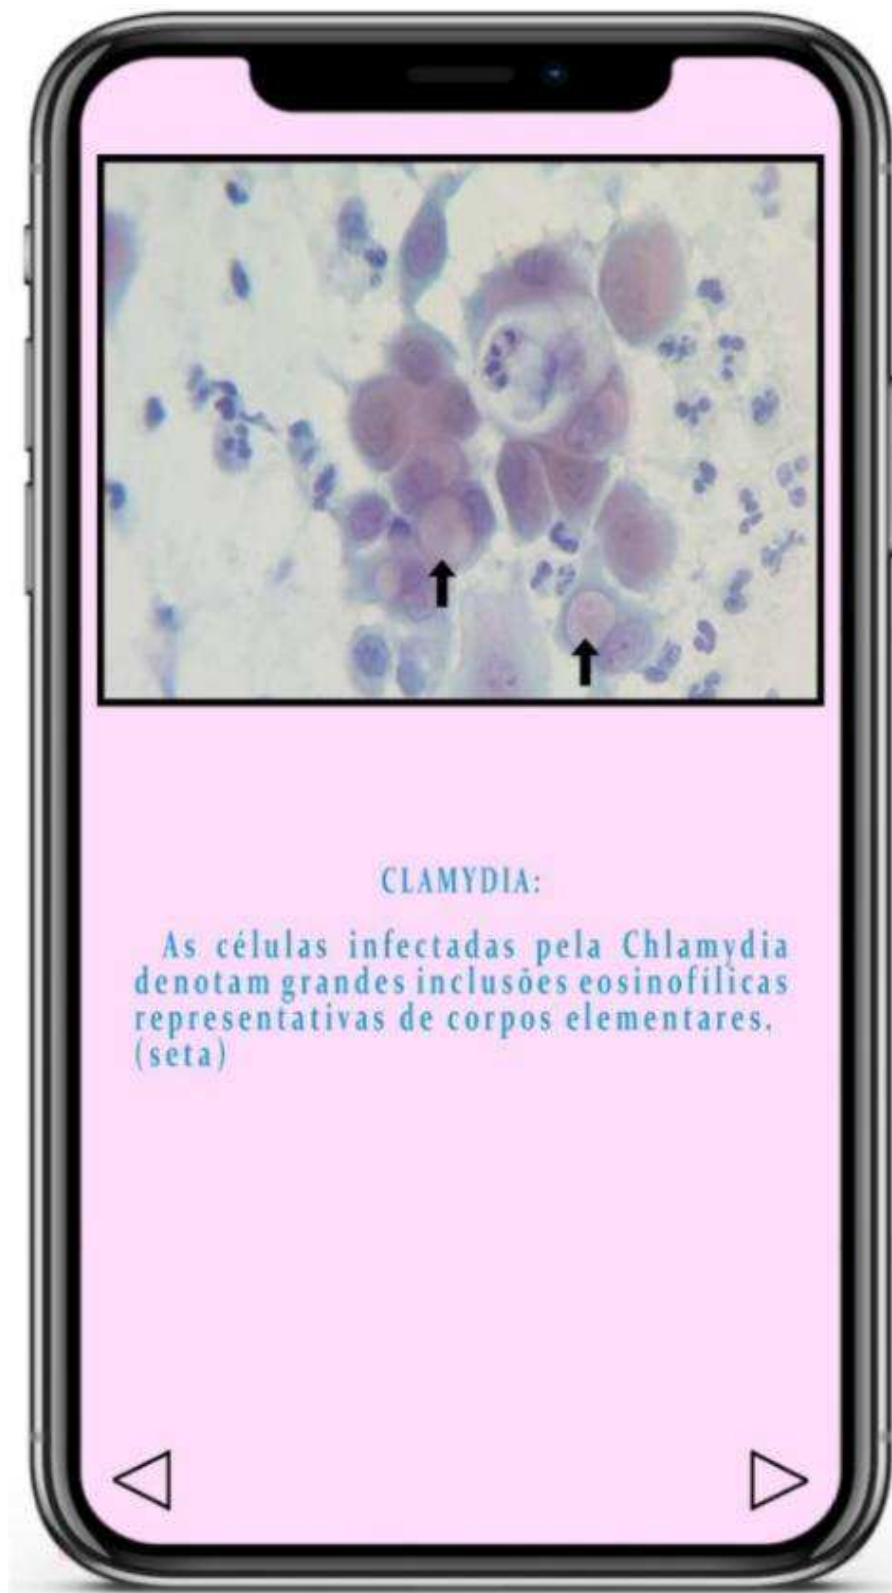 CLAMYDIA:
As células infectadas pela Chlamydia
denotam grandes inclusões eosinofílicas
representativas de corpos elementares.
(seta)